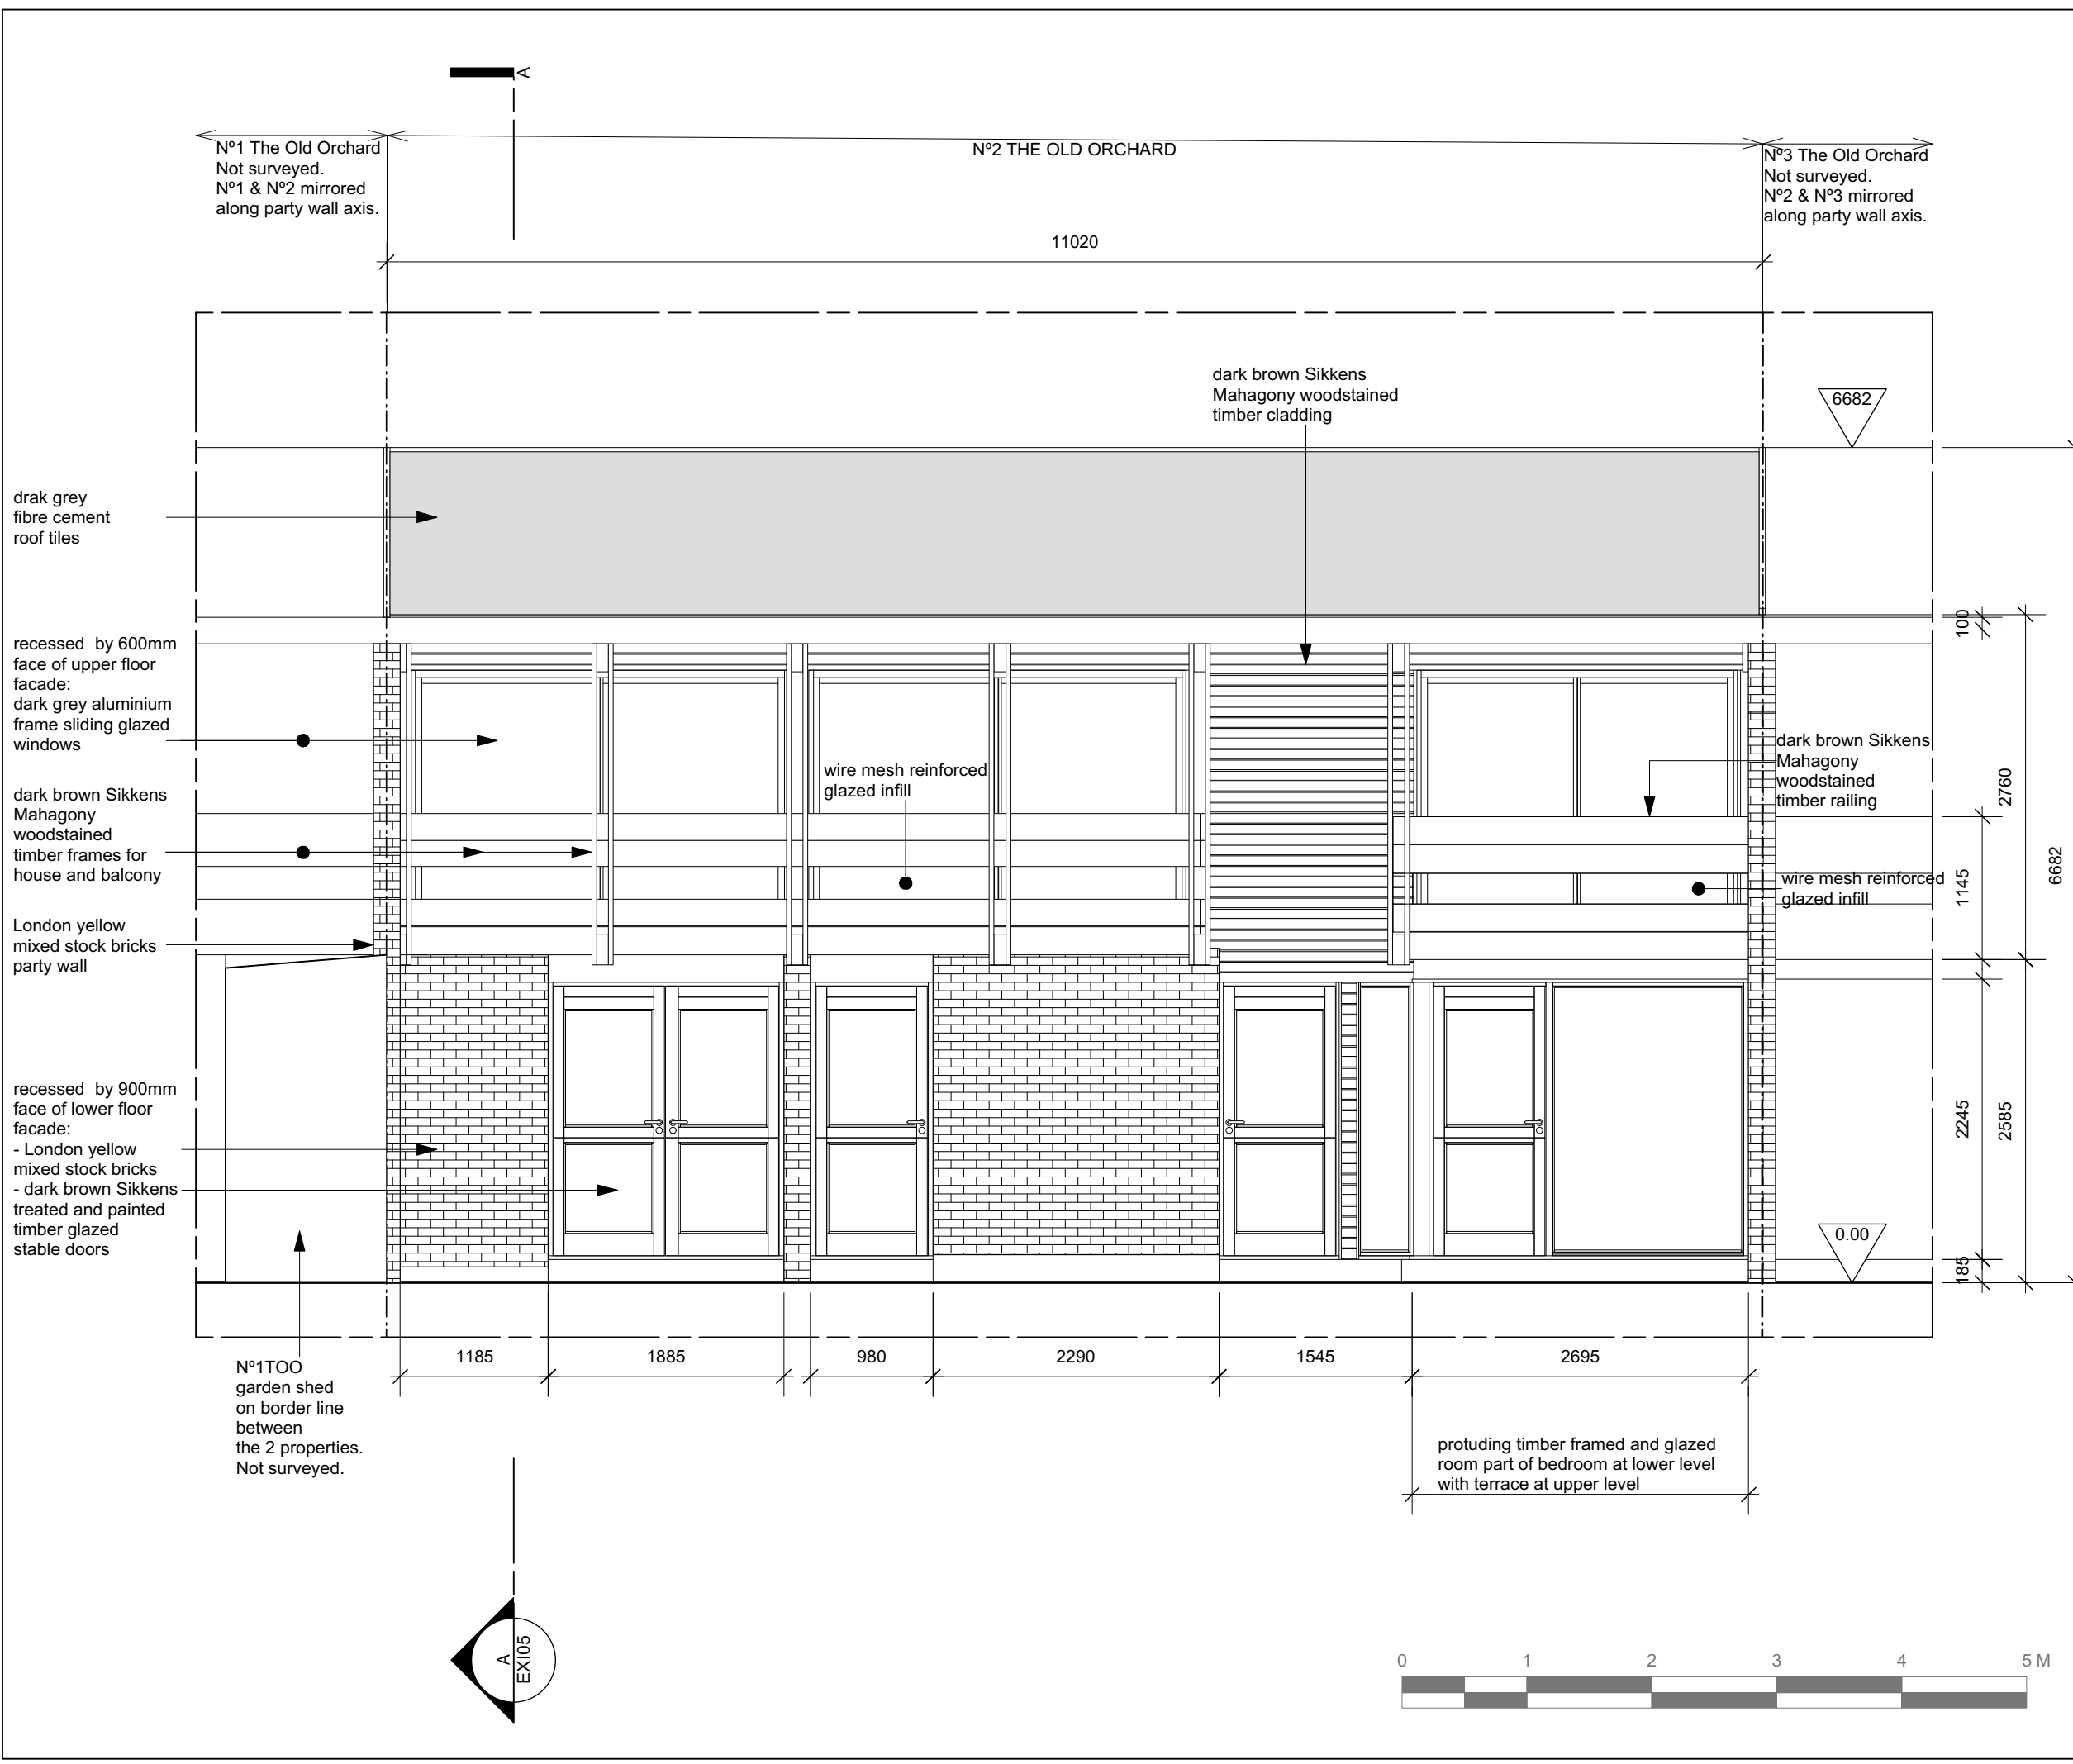 A
Nº1 The Old Orchard
Not surveyed.
Nº1 & Nº2 mirrored
along party wall axis.
Nº2 THE OLD ORCHARD
Nº3 The Old Orchard
Not surveyed.
Nº2 & Nº3 mirrored
along party wall axis.
11020
dark brown Sikkens
Mahagony woodstained
timber cladding
6682
drak grey
fibre cement
roof tiles
100
recessed by 600mm
face of upper floor
facade:
dark grey aluminium
frame sliding glazed
windows
wire mesh reinforced
glazed infill
dark brown Sikkens
Mahagony
woodstained
timber railing
2760
dark brown Sikkens
Mahagony
woodstained
timber frames for
house and balcony
wire mesh reinforced
glazed infill
1145
6682
London yellow
mixed stock bricks
party wall
recessed by 900mm
face of lower floor
facade:
- London yellow
mixed stock bricks
- dark brown Sikkens
treated and painted
timber glazed
stable doors
2245
2585
0.00
185
Nº1TOO
garden shed
on border line
between
the 2 properties.
Not surveyed.
1185
1885
980
2290
1545
2695
protuding timber framed and glazed
room part of bedroom at lower level
with terrace at upper level
A
EXI05
0 1 2 3 4 5 M